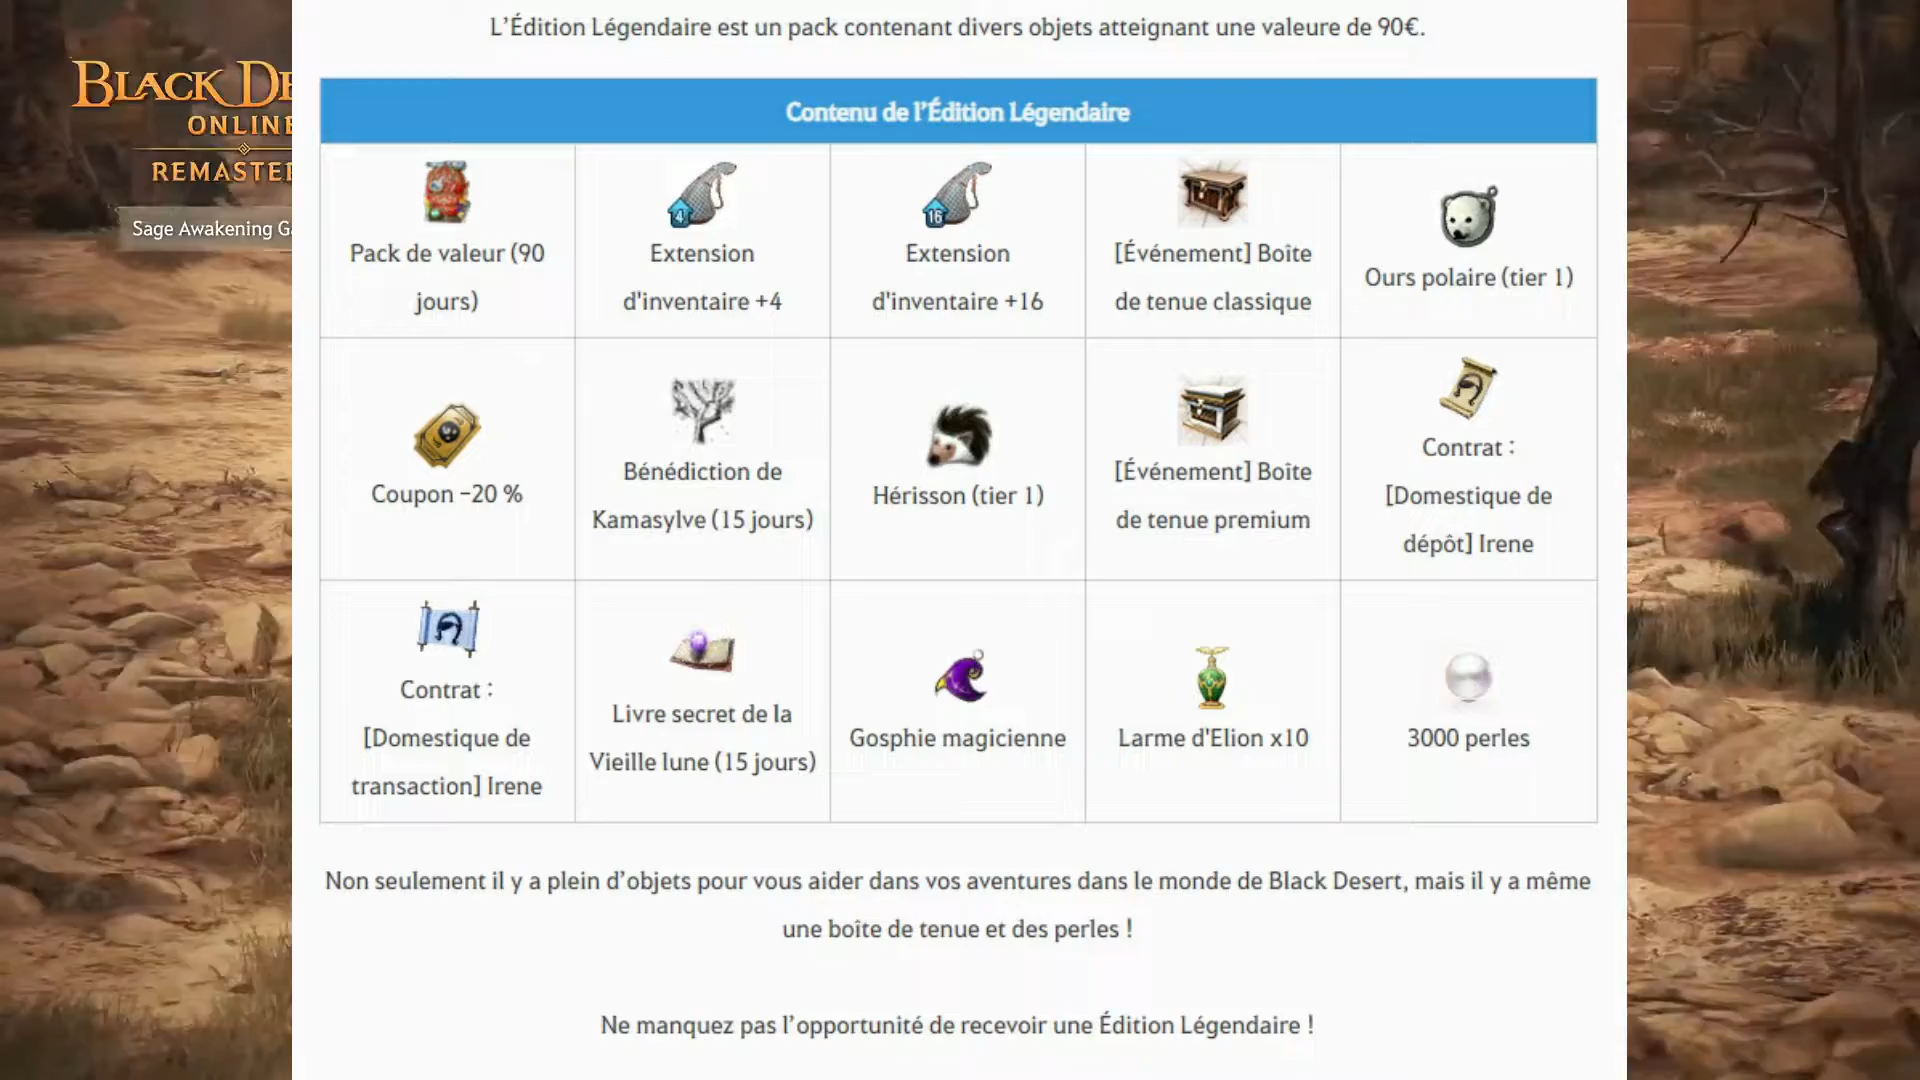 L’Édition Légendaire est un pack contenant divers objets atteignant une valeure de 90€.
BLACK DE
ONLINE
REMASTER
Sage Awakening Ga
Contenu de l’Édition Légendaire
Pack de valeur (90
jours)
4
Extension
d'inventaire +4
16
Extension
d'inventaire +16
[Événement] Boîte
de tenue classique
Ours polaire (tier 1)
Coupon -20 %
Bénédiction de
Kamasylve (15 jours)
Hérisson (tier 1)
[Événement] Boîte
de tenue premium
Contrat :
[Domestique de
dépôt] Irene
Contrat :
[Domestique de
transaction] Irene
Livre secret de la
Vieille lune (15 jours)
Gosphie magicienne
Larme d'Elion x10
3000 perles
Non seulement il y a plein d’objets pour vous aider dans vos aventures dans le monde de Black Desert, mais il y a même
une boîte de tenue et des perles !
Ne manquez pas l’opportunité de recevoir une Édition Légendaire !